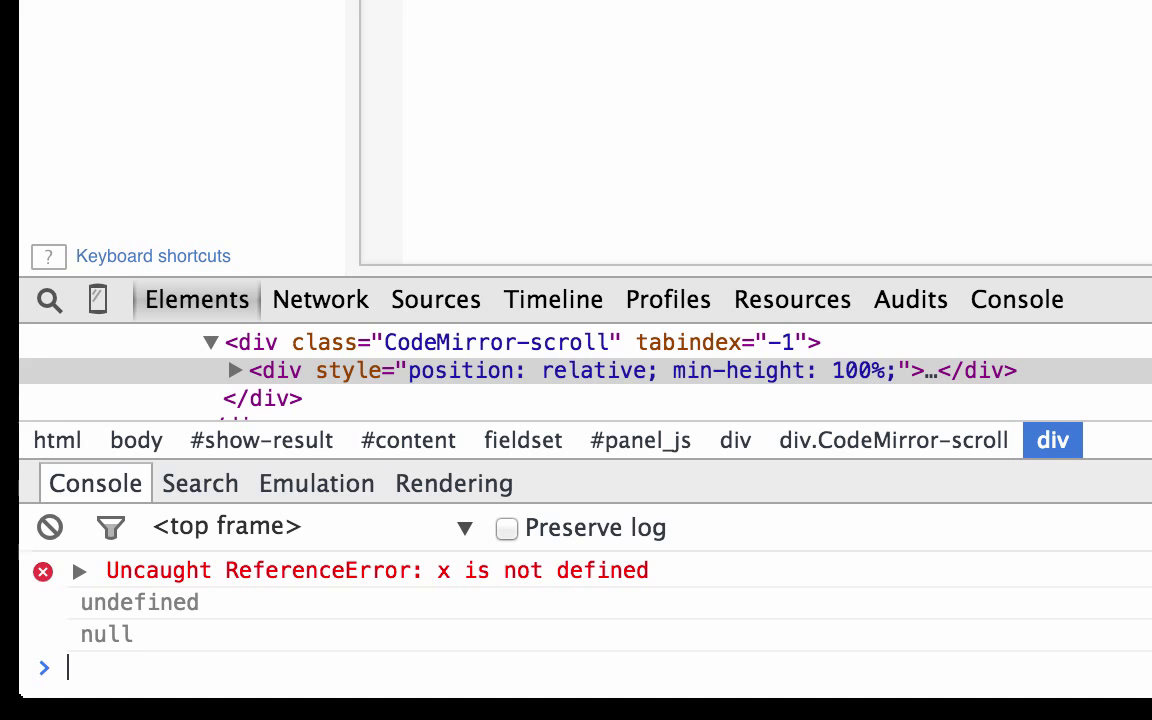 ? Keyboard shortcuts
Elements Network Sources Timeline Profiles Resources Audits Console
▼<div class="CodeMirror-scroll" tabindex="-1">
▶<div style="position: relative; min-height: 100%;">…</div>
</div>
html body #show-result #content fieldset #panel_js div div.CodeMirror-scroll div
Console Search Emulation Rendering
<top frame> ▼ Preserve log
▶ Uncaught ReferenceError: x is not defined
undefined
null
>